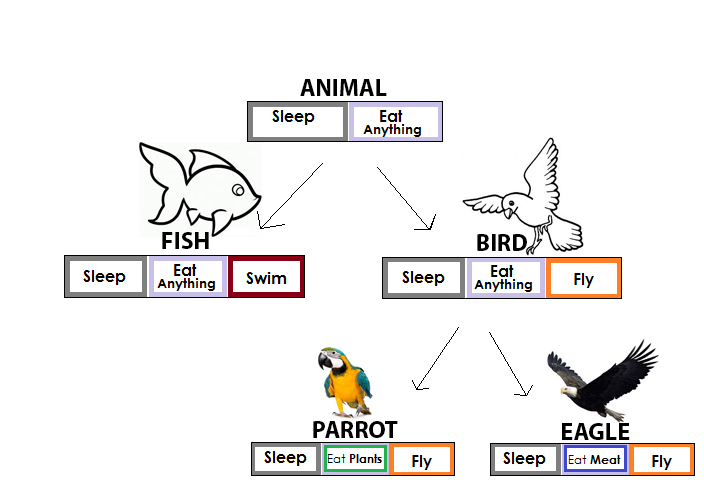 ANIMAL
Sleep
Eat
Anything
FISH
Sleep
Eat
Anything
Swim
BIRD
Sleep
Eat
Anything
Fly
PARROT
Sleep
Eat Plants
Fly
EAGLE
Sleep
Eat Meat
Fly